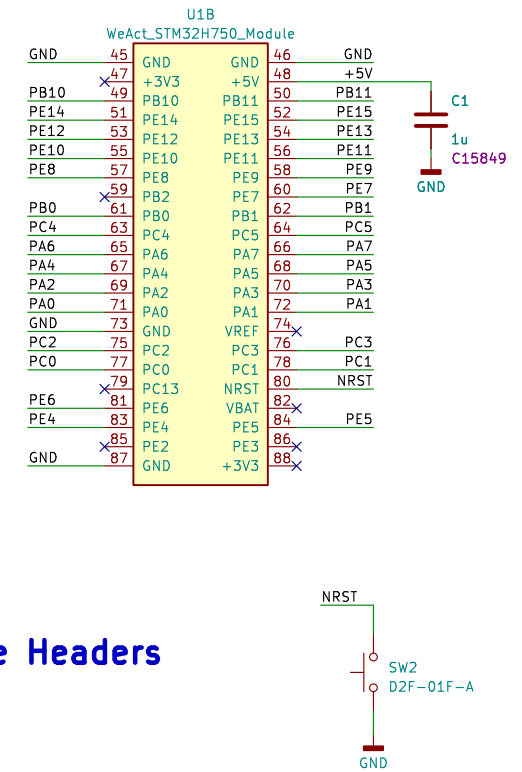 U1B
WeAct_STM32H750_Module
GND 45 GND GND 46 GND
47 +3V3 +5V 48 +5V
PB10 49 PB10 PB11 50 PB11
PE14 51 PE14 PE15 52 PE15
PE12 53 PE12 PE13 54 PE13
PE10 55 PE10 PE11 56 PE11
PE8 57 PE8 PE9 58 PE9
59 PB2 PE7 60 PE7
PB0 61 PB0 PB1 62 PB1
PC4 63 PC4 PC5 64 PC5
PA6 65 PA6 PA7 66 PA7
PA4 67 PA4 PA5 68 PA5
PA2 69 PA2 PA3 70 PA3
PA0 71 PA0 PA1 72 PA1
GND 73 GND VREF 74
PC2 75 PC2 PC3 76 PC3
PC0 77 PC0 PC1 78 PC1
79 PC13 NRST 80 NRST
PE6 81 PE6 VBAT 82
PE4 83 PE4 PE5 84 PE5
85 PE2 PE3 86
GND 87 GND +3V3 88
C1
1u
C15849
GND
NRST
e Headers
SW2
D2F-01F-A
GND